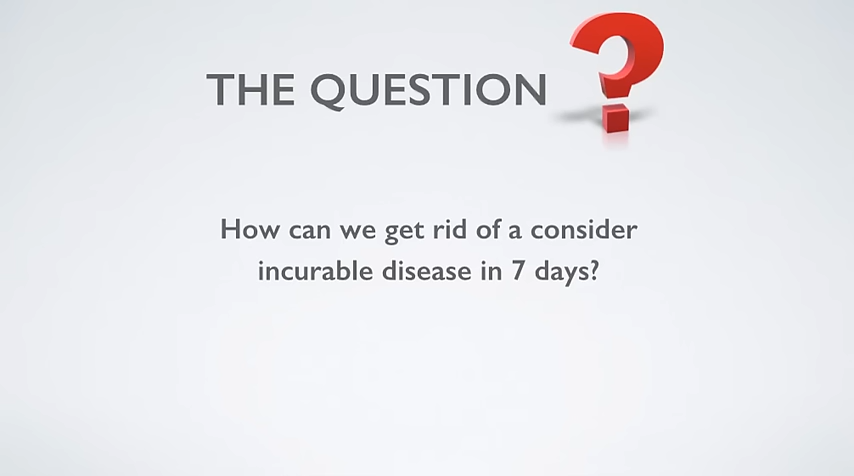 THE QUESTION
How can we get rid of a consider
incurable disease in 7 days?